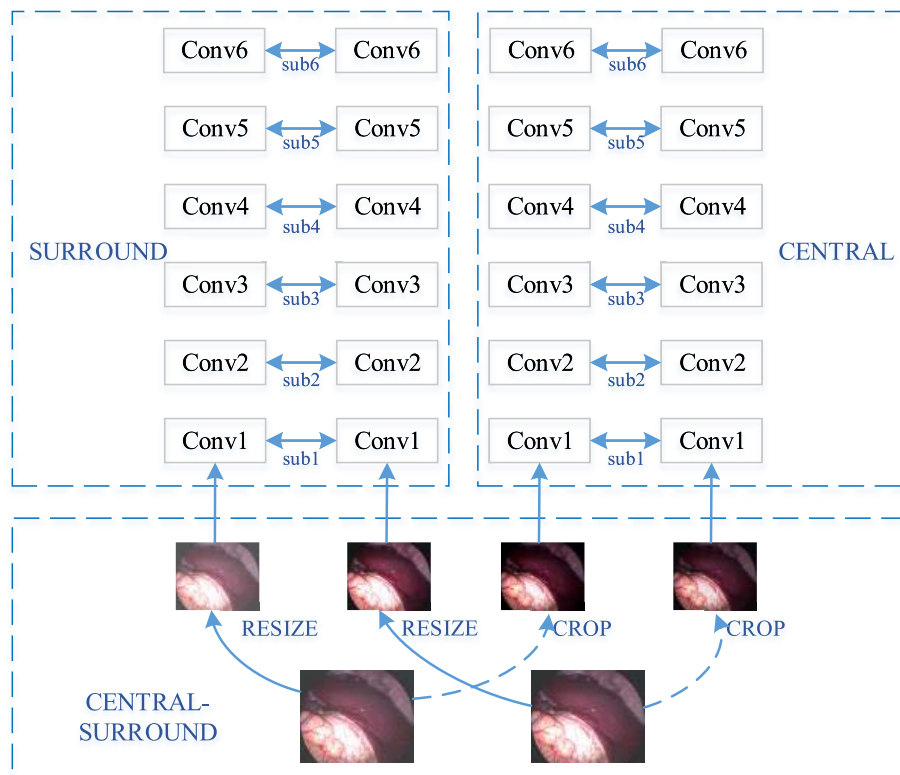 Conv6 sub6 Conv6 Conv6 sub6 Conv6
Conv5 sub5 Conv5 Conv5 sub5 Conv5
Conv4 sub4 Conv4 Conv4 sub4 Conv4
SURROUND CENTRAL
Conv3 sub3 Conv3 Conv3 sub3 Conv3
Conv2 sub2 Conv2 Conv2 sub2 Conv2
Conv1 sub1 Conv1 Conv1 sub1 Conv1
RESIZE RESIZE CROP CROP
CENTRAL-
SURROUND